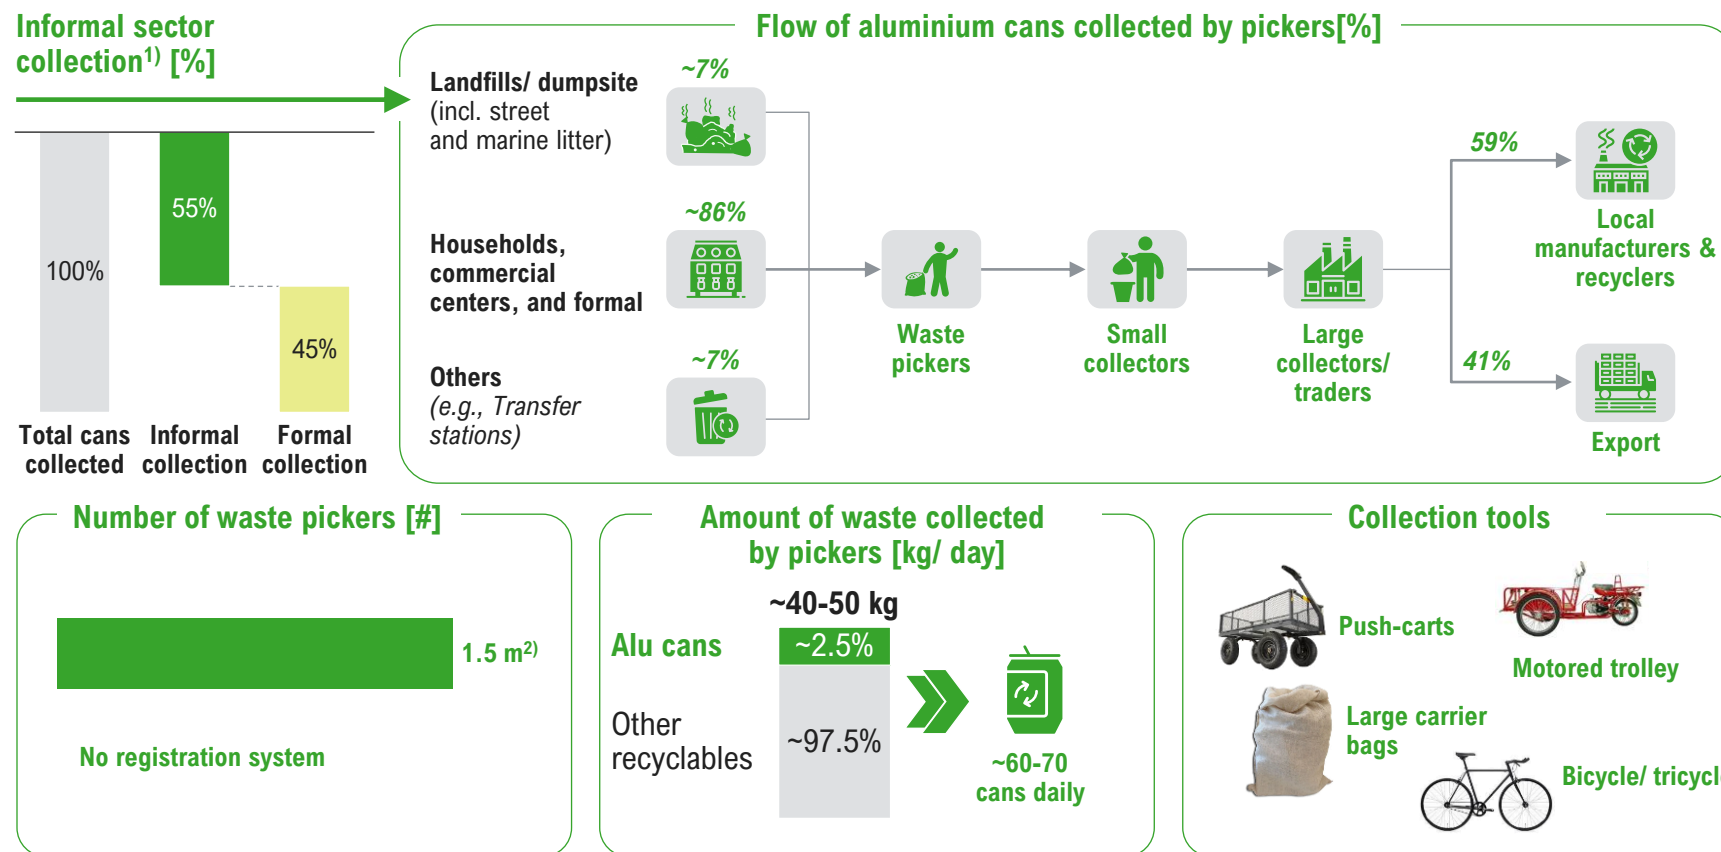 Informal sector
collection1) [%]
100%
55%
45%
Total cans
collected
Informal
collection
Formal
collection
Flow of aluminium cans collected by pickers[%]
Landfills/ dumpsite
(incl. street
and marine litter)
~7%
Households,
commercial
centers, and formal
~86%
Others
(e.g., Transfer
stations)
~7%
Waste
pickers
Small
collectors
Large
collectors/
traders
59%
Local
manufacturers &
recyclers
41%
Export
Number of waste pickers [#]
1.5 m2)
No registration system
Amount of waste collected
by pickers [kg/ day]
~40-50 kg
Alu cans
~2.5%
Other
recyclables
~97.5%
~60-70
cans daily
Collection tools
Push-carts
Motored trolley
Large carrier
bags
Bicycle/ tricycl